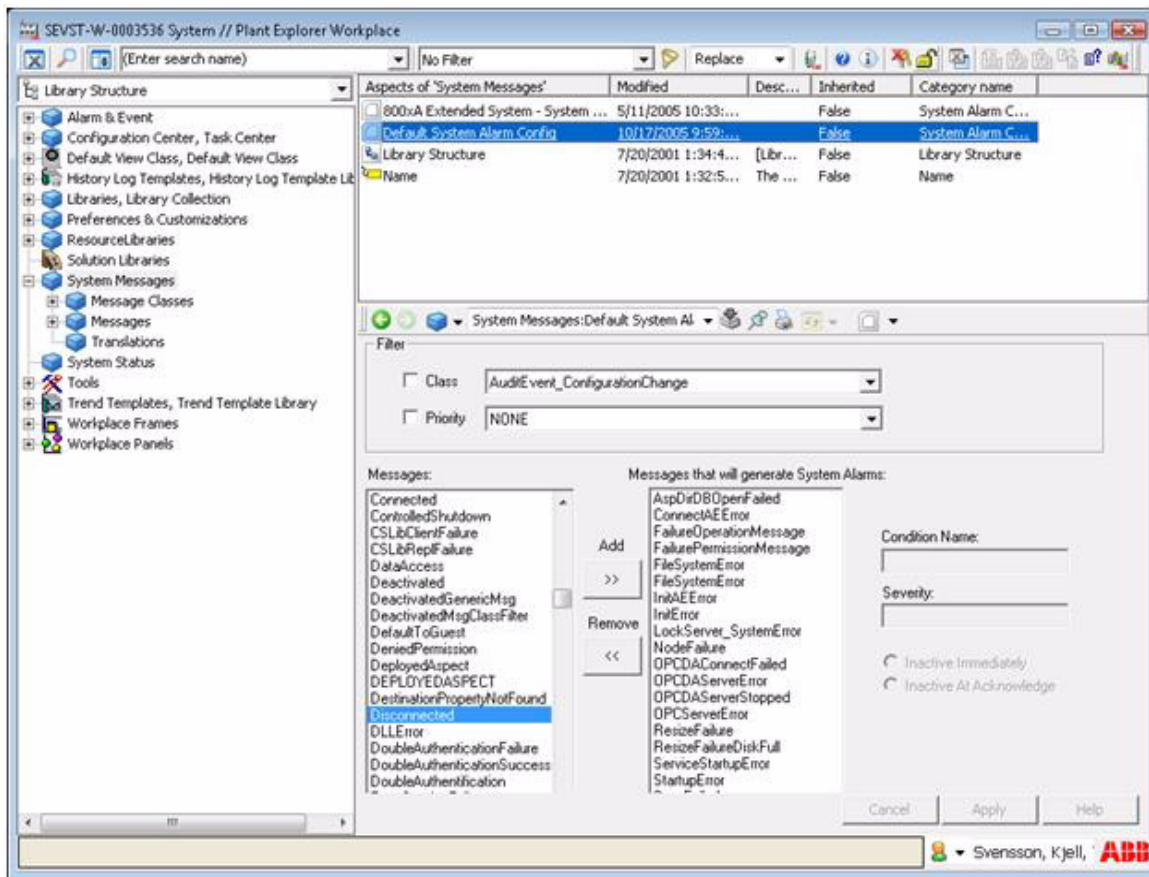 SEVST-W-0003536 System // Plant Explorer Workplace
(Enter search name)
No Filter
Replace
Library Structure
Alarm & Event
Configuration Center, Task Center
Default View Class, Default View Class
History Log Templates, History Log Template Lib
Libraries, Library Collection
Preferences & Customizations
ResourceLibraries
Solution Libraries
System Messages
Message Classes
Messages
Translations
System Status
Tools
Trend Templates, Trend Template Library
Workplace Frames
Workplace Panels
Aspects of 'System Messages' Modified Desc... Inherited Category name
800xA Extended System - System ... 5/11/2005 10:33:... False System Alarm C...
Default System Alarm Config 10/17/2005 9:59:... False System Alarm C...
Library Structure 7/20/2001 1:34:4... [Libr... False Library Structure
Name 7/20/2001 1:32:5... The ... False Name
System Messages:Default System Al
Filter
Class AuditEvent_ConfigurationChange
Priority NONE
Messages:
Connected
ControlledShutdown
CSLibClientFailure
CSLibReplFailure
DataAccess
Deactivated
DeactivatedGenericMsg
DeactivatedMsgClassFilter
DefaultToGuest
DeniedPermission
DeployedAspect
DEPLOYEDASPECT
DestinationPropertyNotFound
Disconnected
DLLError
DoubleAuthenticationFailure
DoubleAuthenticationSuccess
DoubleAuthentification
Add
>>
Remove
<<
Messages that will generate System Alarms:
AspDirDBOpenFailed
ConnectAEError
FailureOperationMessage
FailurePermissionMessage
FileSystemError
FileSystemError
InitAEError
InitError
LockServer_SystemError
NodeFailure
OPCDAConnectFailed
OPCDAServerError
OPCDAServerStopped
OPCServerError
ResizeFailure
ResizeFailureDiskFull
ServiceStartupError
StartupError
Condition Name:
Severity:
Inactive Immediately
Inactive At Acknowledge
Cancel Apply Help
Svensson, Kjell,
ABB